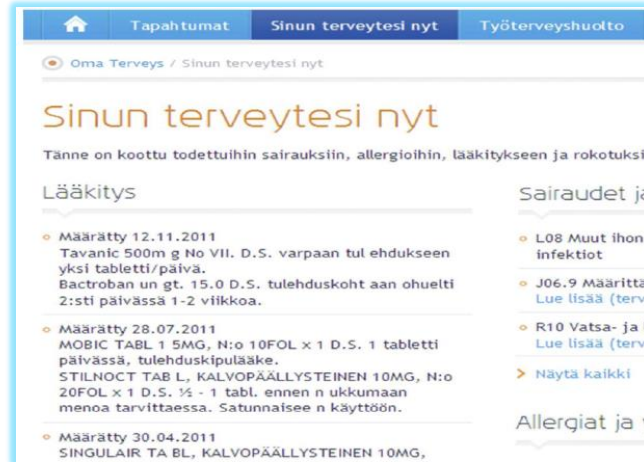 Tapahtumat Sinun terveytesi nyt Työterveyshuolto
Oma Terveys / Sinun terveytesi nyt
Sinun terveytesi nyt
Tänne on koottu todettuihin sairauksiin, allergioihin, lääkitykseen ja rokotuksi
Lääkitys
Määrätty 12.11.2011
Tavanic 500m g No VII. D.S. varpaan tul ehdukseen
yksi tabletti/päivä.
Bactroban un gt. 15.0 D.S. tulehduskoht aan ohuelti
2:sti päivässä 1-2 viikkoa.
Määrätty 28.07.2011
MOBIC TABL 1 5MG, N:o 10FOL x 1 D.S. 1 tabletti
päivässä, tulehduskipulääke.
STILNOCT TAB L, KALVOPÄÄLLYSTEINEN 10MG, N:o
20FOL x 1 D.S. ½ - 1 tabl. ennen n ukkumaan
menoa tarvittaessa. Satunnaisee n käyttöön.
Määrätty 30.04.2011
SINGULAIR TA BL, KALVOPÄÄLLYSTEINEN 10MG,
Sairaudet ja
L08 Muut ihon
infektiot
J06.9 Määrittä
Lue lisää (terv
R10 Vatsa- ja
Lue lisää (terv
Näytä kaikki
Allergiat ja